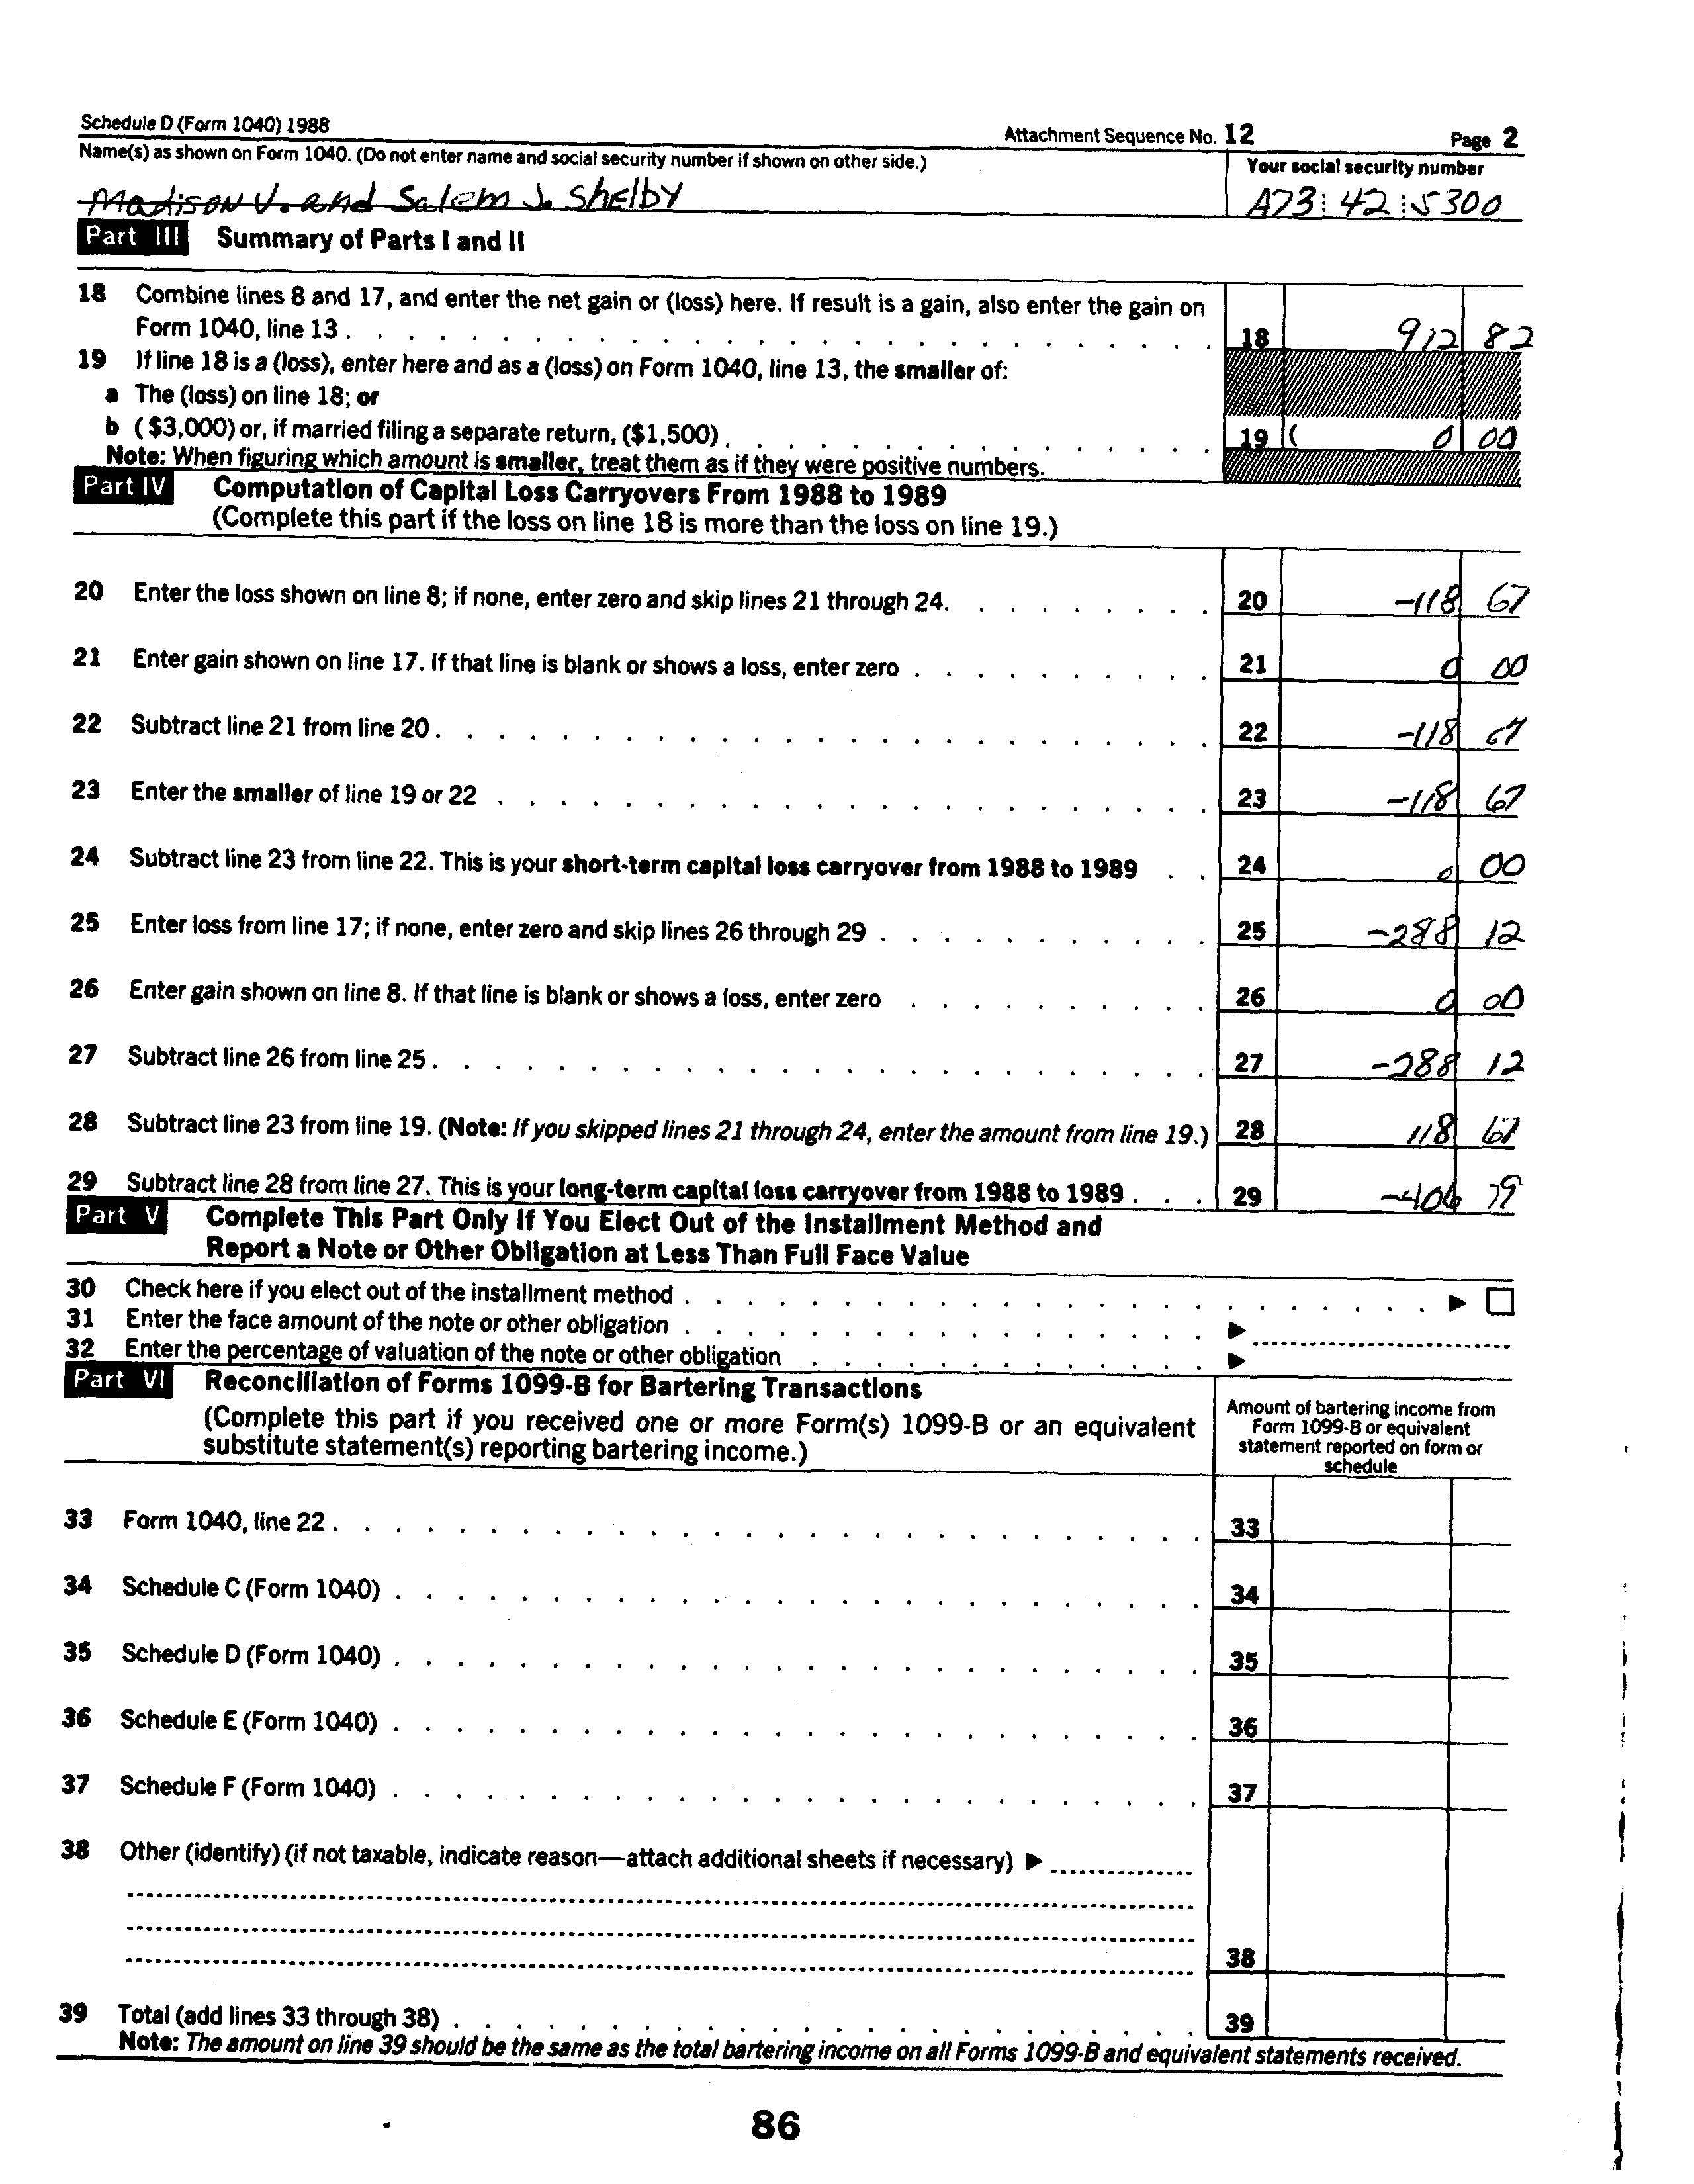 Schedule D (Form 1040) 1988 Attachment Sequence No. 12 Page 2
Name(s) as shown on Form 1040. (Do not enter name and social security number if shown on other side.) Your social security number
Madison V. and Salem J. Shelby A73 42 5300
Part III Summary of Parts I and II
18 Combine lines 8 and 17, and enter the net gain or (loss) here. If result is a gain, also enter the gain on
Form 1040, line 13 . . . 18 912 82
19 If line 18 is a (loss), enter here and as a (loss) on Form 1040, line 13, the smaller of:
a The (loss) on line 18; or
b ($3,000) or, if married filing a separate return, ($1,500) . . . 19 ( 0 00
Note: When figuring which amount is smaller, treat them as if they were positive numbers.
Part IV Computation of Capital Loss Carryovers From 1988 to 1989
(Complete this part if the loss on line 18 is more than the loss on line 19.)
20 Enter the loss shown on line 8; if none, enter zero and skip lines 21 through 24. . . . 20 -118 67
21 Enter gain shown on line 17. If that line is blank or shows a loss, enter zero . . . 21 0 00
22 Subtract line 21 from line 20 . . . 22 -118 67
23 Enter the smaller of line 19 or 22 . . . 23 -118 67
24 Subtract line 23 from line 22. This is your short-term capital loss carryover from 1988 to 1989 . . 24 0 00
25 Enter loss from line 17; if none, enter zero and skip lines 26 through 29 . . . 25 -288 12
26 Enter gain shown on line 8. If that line is blank or shows a loss, enter zero . . . 26 0 00
27 Subtract line 26 from line 25 . . . 27 -288 12
28 Subtract line 23 from line 19. (Note: If you skipped lines 21 through 24, enter the amount from line 19.) 28 118 67
29 Subtract line 28 from line 27. This is your long-term capital loss carryover from 1988 to 1989 . . . 29 -406 79
Part V Complete This Part Only If You Elect Out of the Installment Method and
Report a Note or Other Obligation at Less Than Full Face Value
30 Check here if you elect out of the installment method . . . ▶ ☐
31 Enter the face amount of the note or other obligation . . . ▶
32 Enter the percentage of valuation of the note or other obligation . . . ▶
Part VI Reconciliation of Forms 1099-B for Bartering Transactions
(Complete this part if you received one or more Form(s) 1099-B or an equivalent
substitute statement(s) reporting bartering income.)
Amount of bartering income from
Form 1099-B or equivalent
statement reported on form or
schedule
33 Form 1040, line 22 . . . 33
34 Schedule C (Form 1040) . . . 34
35 Schedule D (Form 1040) . . . 35
36 Schedule E (Form 1040) . . . 36
37 Schedule F (Form 1040) . . . 37
38 Other (identify) (if not taxable, indicate reason—attach additional sheets if necessary) ▶
38
39 Total (add lines 33 through 38) . . . 39
Note: The amount on line 39 should be the same as the total bartering income on all Forms 1099-B and equivalent statements received.
86